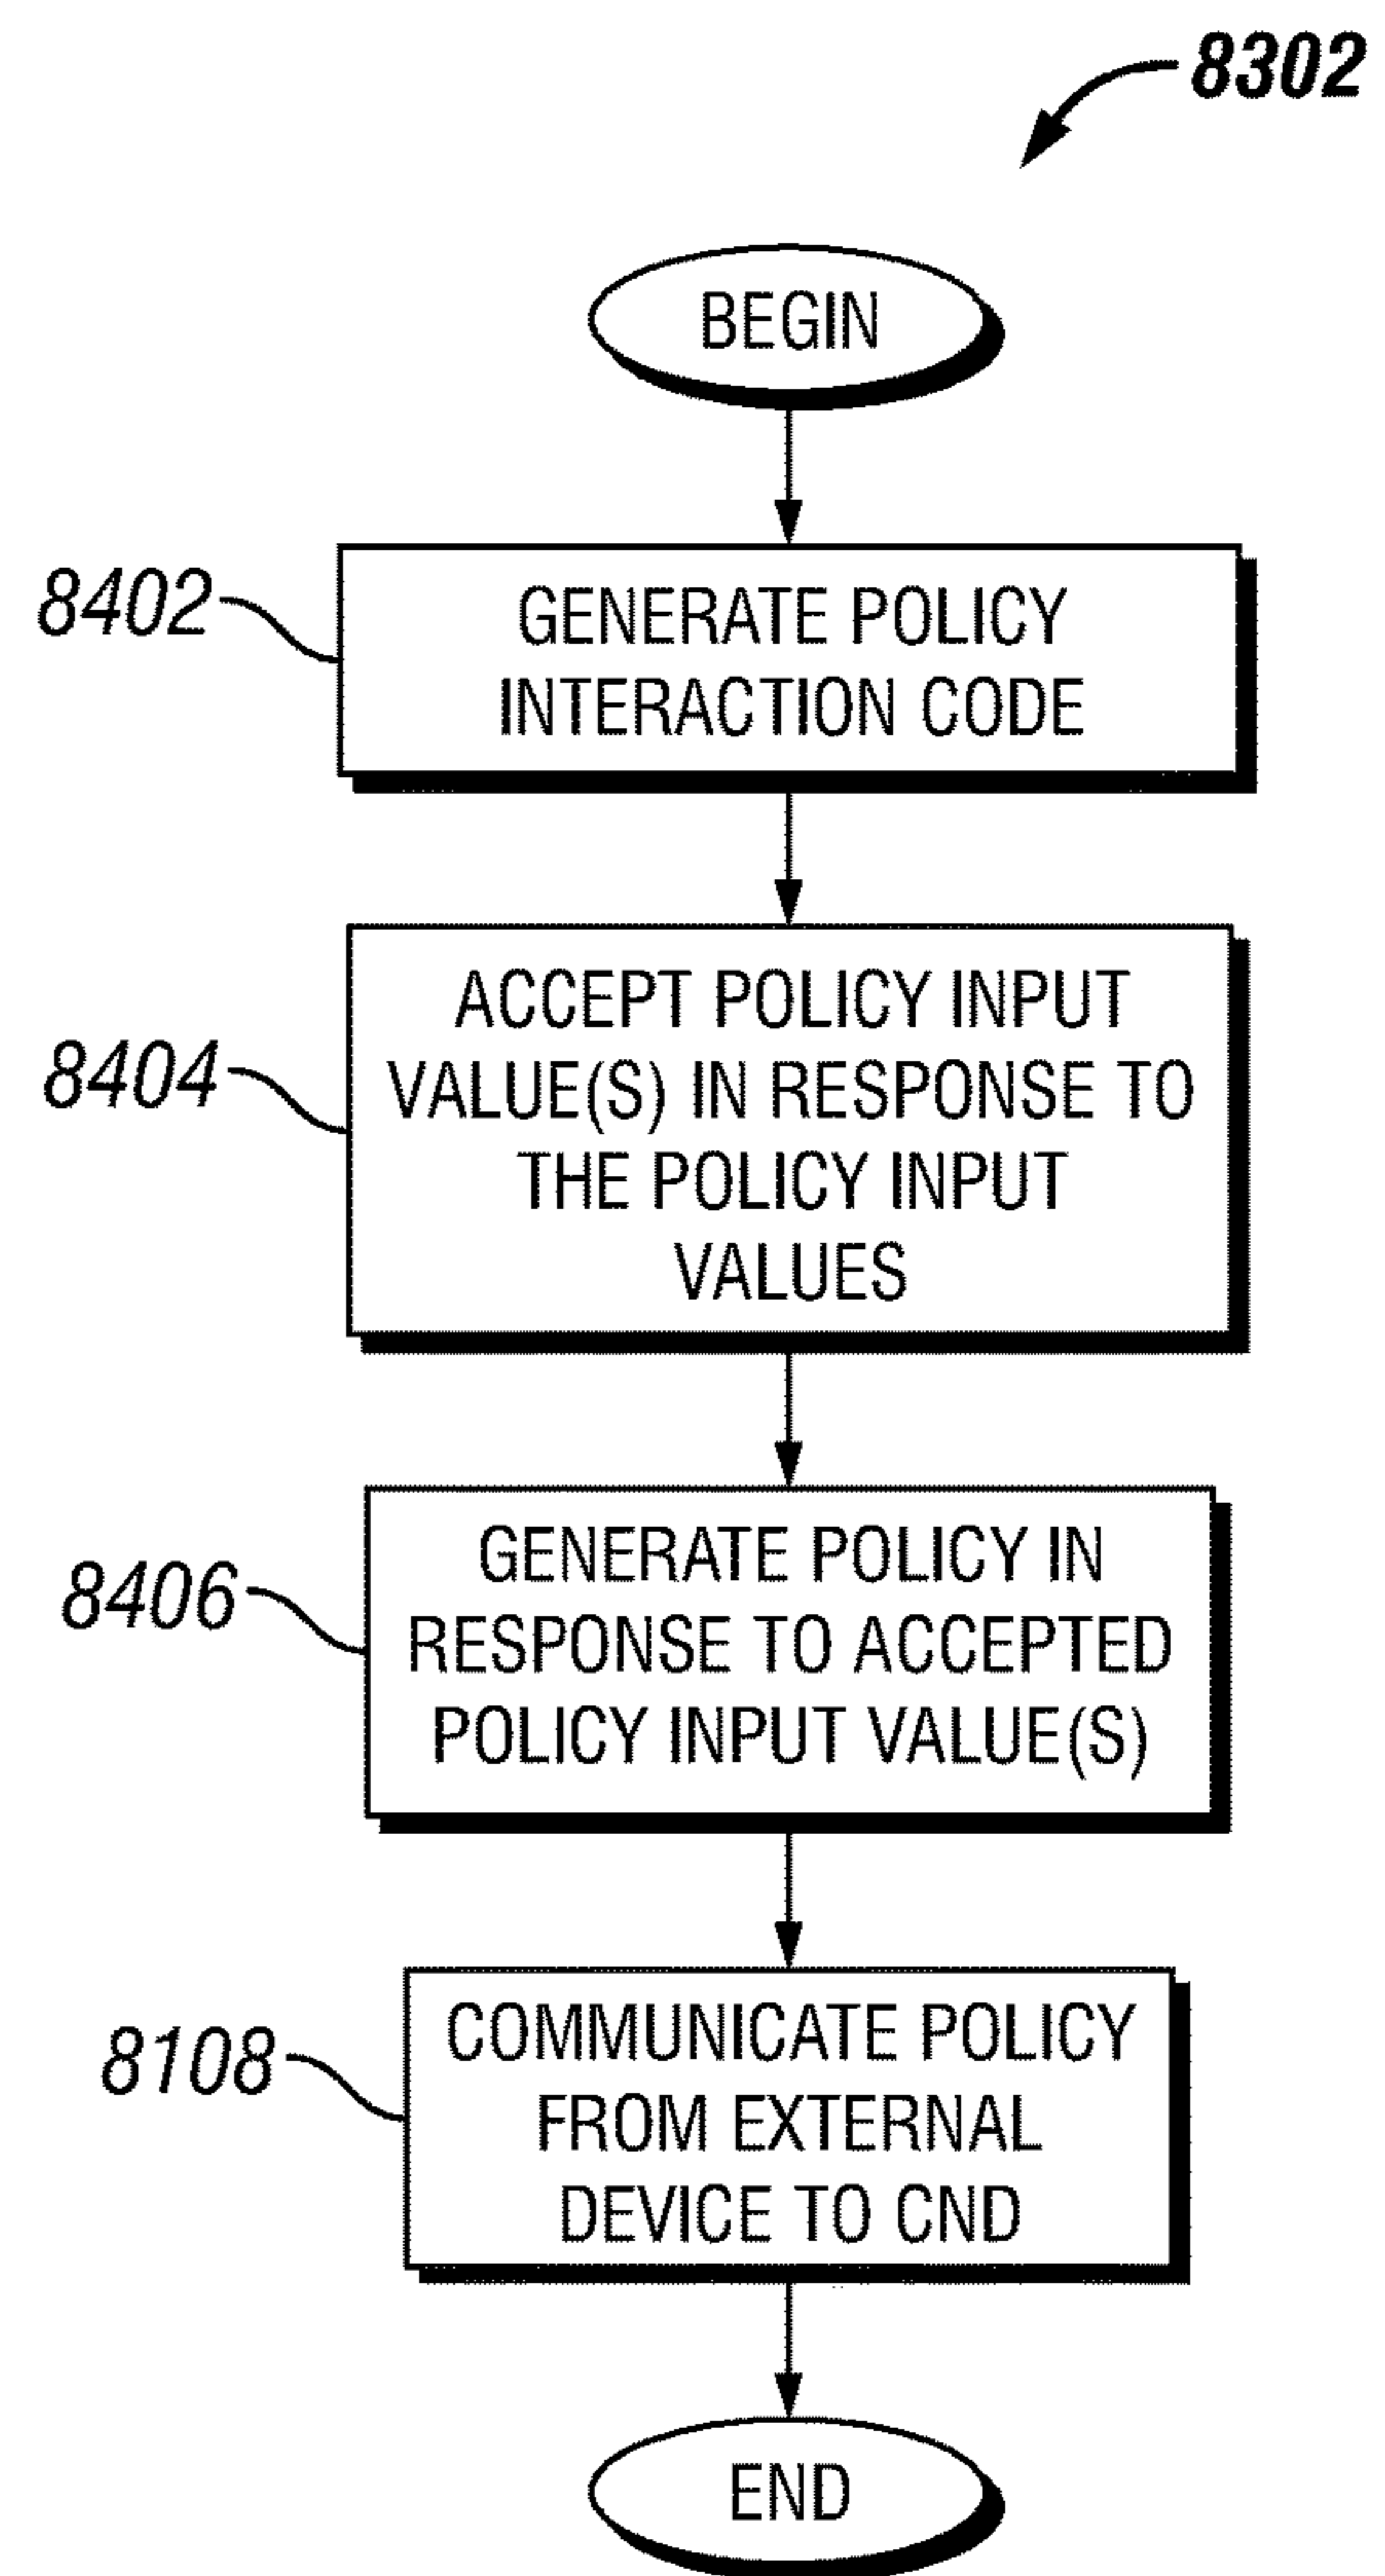 8302
BEGIN
8402
GENERATE POLICY
INTERACTION CODE
8404
ACCEPT POLICY INPUT
VALUE(S) IN RESPONSE TO
THE POLICY INPUT
VALUES
8406
GENERATE POLICY IN
RESPONSE TO ACCEPTED
POLICY INPUT VALUE(S)
8108
COMMUNICATE POLICY
FROM EXTERNAL
DEVICE TO CND
END